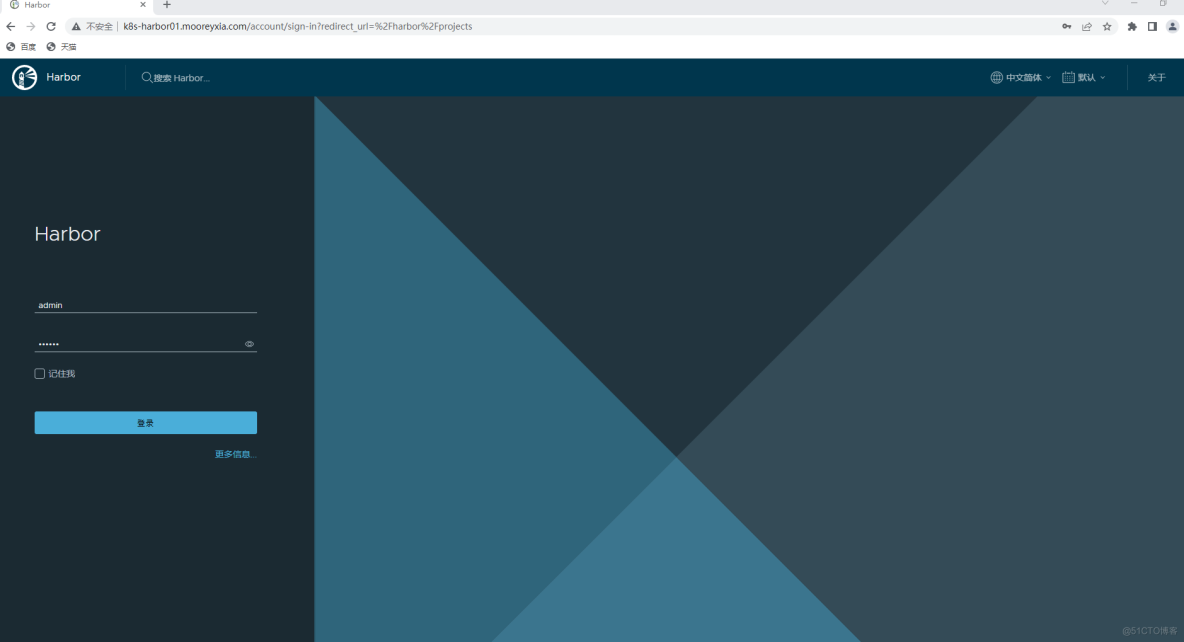 Harbor
不安全 k8s-harbor01.mooreyxia.com/account/sign-in?redirect_url=%2Fharbor%2Fprojects
百度 天猫
Harbor 搜索 Harbor... 中文简体 默认 关于
Harbor
admin
••••••
记住我
登录
更多信息...
@51CTO博客